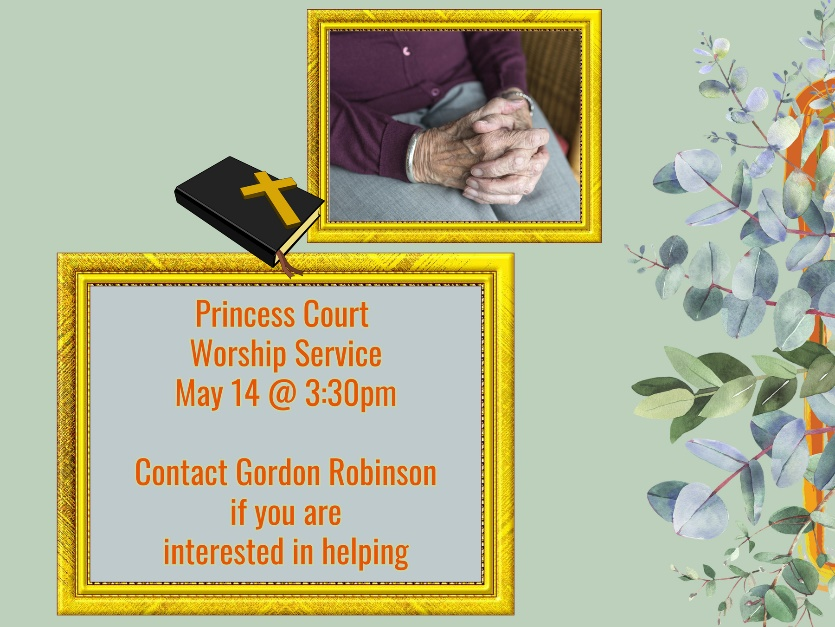 Princess Court
Worship Service
May 14 @ 3:30pm
Contact Gordon Robinson
if you are
interested in helping